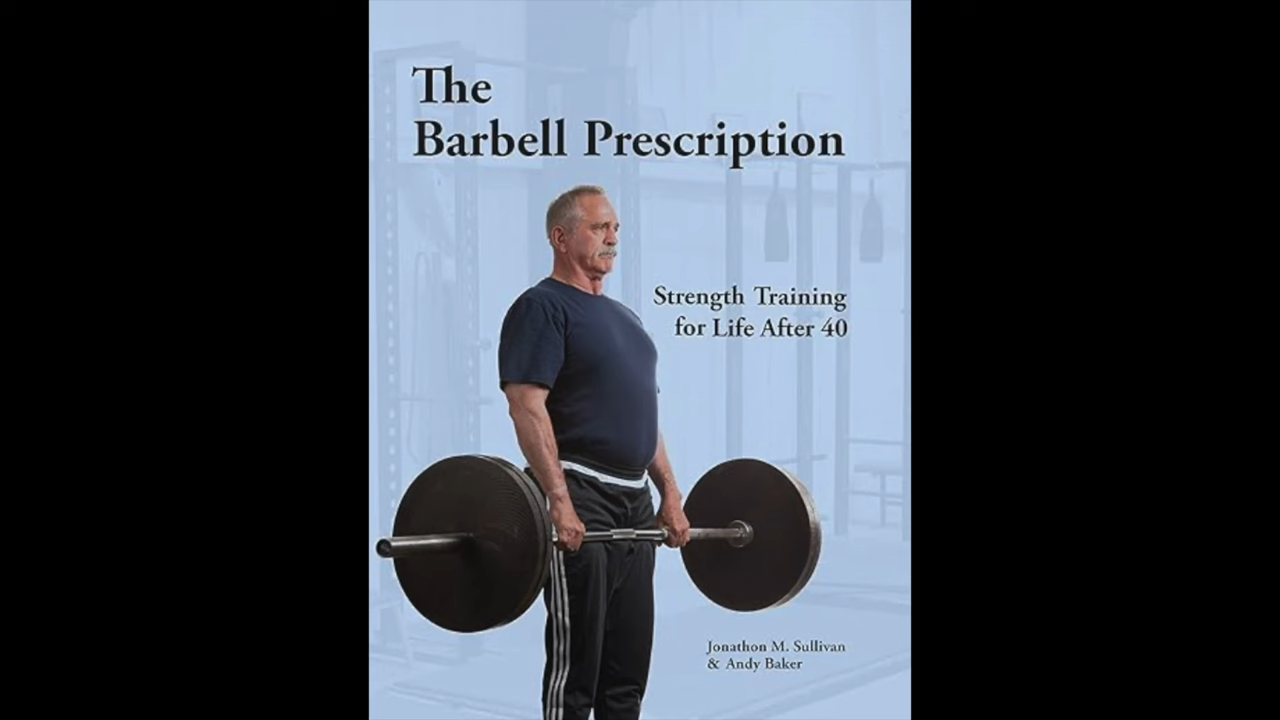 The
Barbell Prescription
Strength Training
for Life After 40
Jonathon M. Sullivan
& Andy Baker